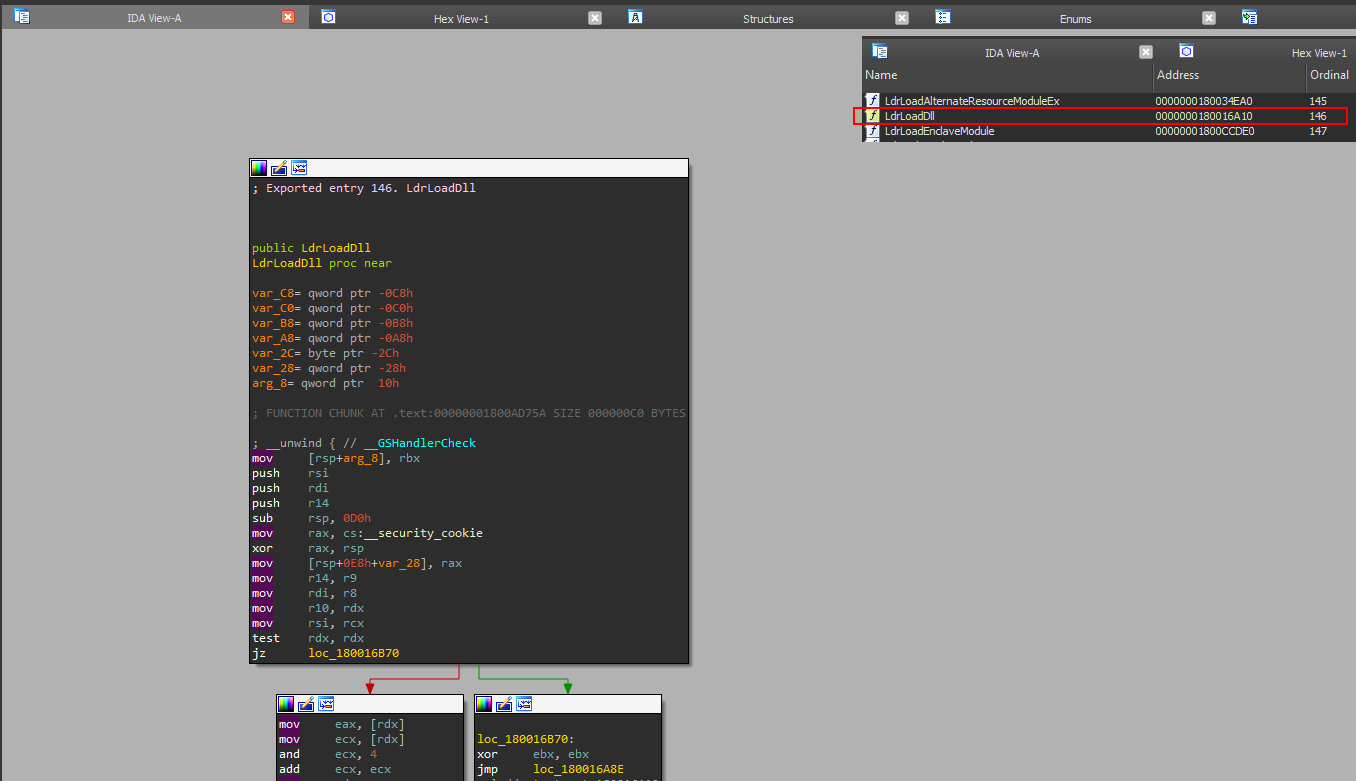 IDA View-A Hex View-1 Structures Enums
IDA View-A Hex View-1
Name Address Ordinal
f LdrLoadAlternateResourceModuleEx 0000000180034EA0 145
f LdrLoadDll 0000000180016A10 146
f LdrLoadEnclaveModule 00000001800CCDE0 147
; Exported entry 146. LdrLoadDll
public LdrLoadDll
LdrLoadDll proc near
var_C8= qword ptr -0C8h
var_C0= qword ptr -0C0h
var_B8= qword ptr -0B8h
var_A8= qword ptr -0A8h
var_2C= byte ptr -2Ch
var_28= qword ptr -28h
arg_8= qword ptr 10h
; FUNCTION CHUNK AT .text:00000001800AD75A SIZE 000000C0 BYTES
; __unwind { // __GSHandlerCheck
mov [rsp+arg_8], rbx
push rsi
push rdi
push r14
sub rsp, 0D0h
mov rax, cs:__security_cookie
xor rax, rsp
mov [rsp+0E8h+var_28], rax
mov r14, r9
mov rdi, r8
mov r10, rdx
mov rsi, rcx
test rdx, rdx
jz loc_180016B70
mov eax, [rdx]
mov ecx, [rdx]
and ecx, 4
add ecx, ecx
loc_180016B70:
xor ebx, ebx
jmp loc_180016A8E